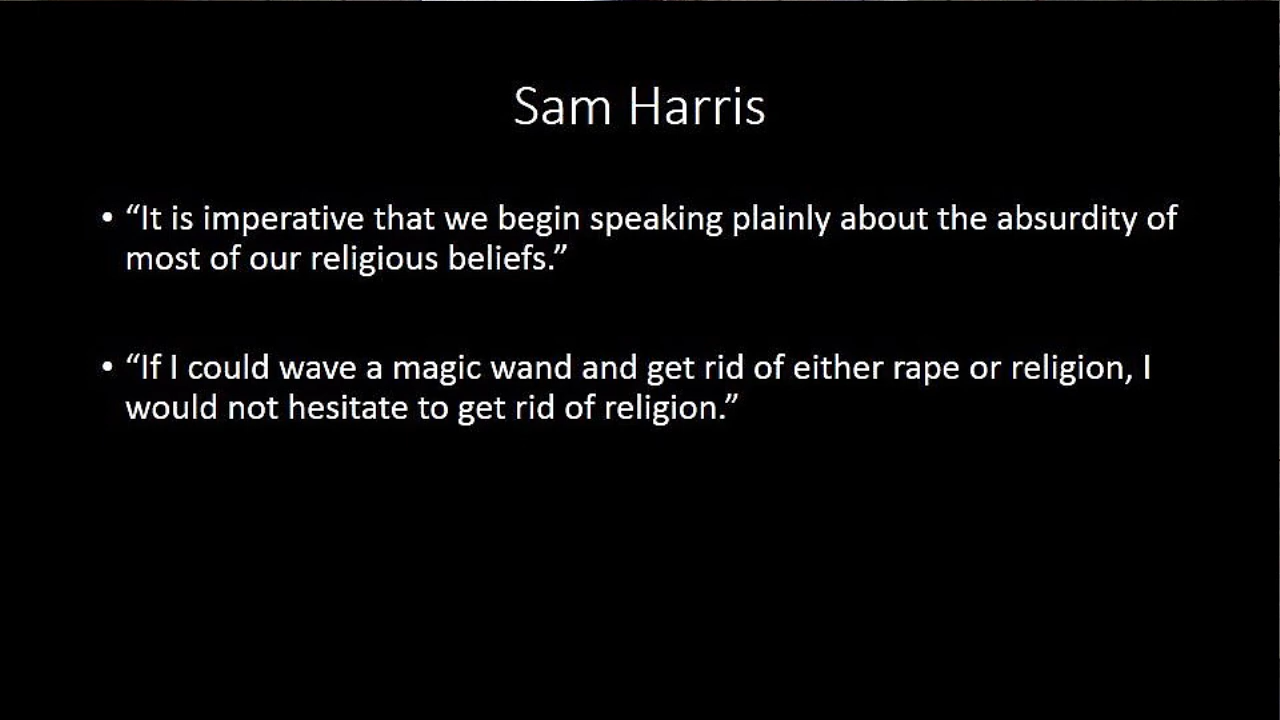 Sam Harris
• “It is imperative that we begin speaking plainly about the absurdity of
most of our religious beliefs.”
• “If I could wave a magic wand and get rid of either rape or religion, I
would not hesitate to get rid of religion.”